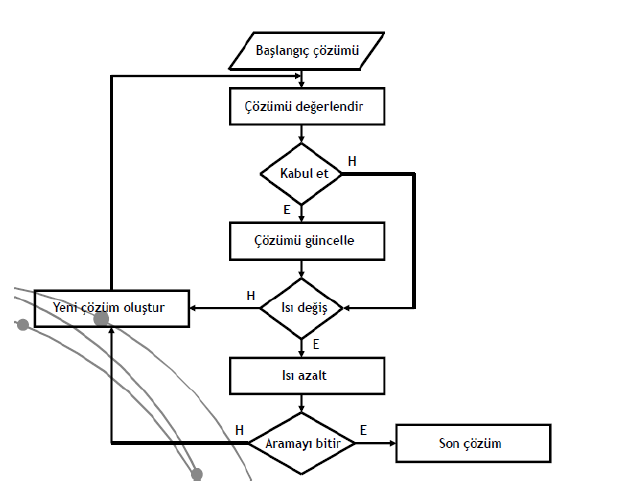 Başlangıç çözümü
Çözümü değerlendir
Kabul et
H
E
Çözümü güncelle
Yeni çözüm oluştur
H
Isı değiş
E
Isı azalt
H
Aramayı bitir
E
Son çözüm